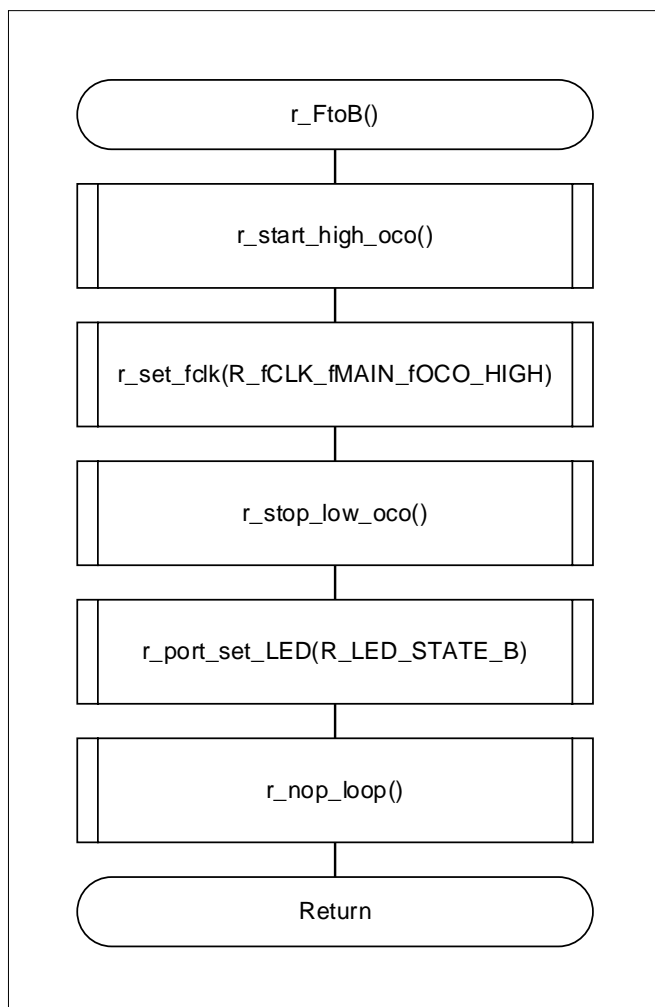 r_FtoB()
r_start_high_oco()
r_set_fclk(R_fCLK_fMAIN_fOCO_HIGH)
r_stop_low_oco()
r_port_set_LED(R_LED_STATE_B)
r_nop_loop()
Return